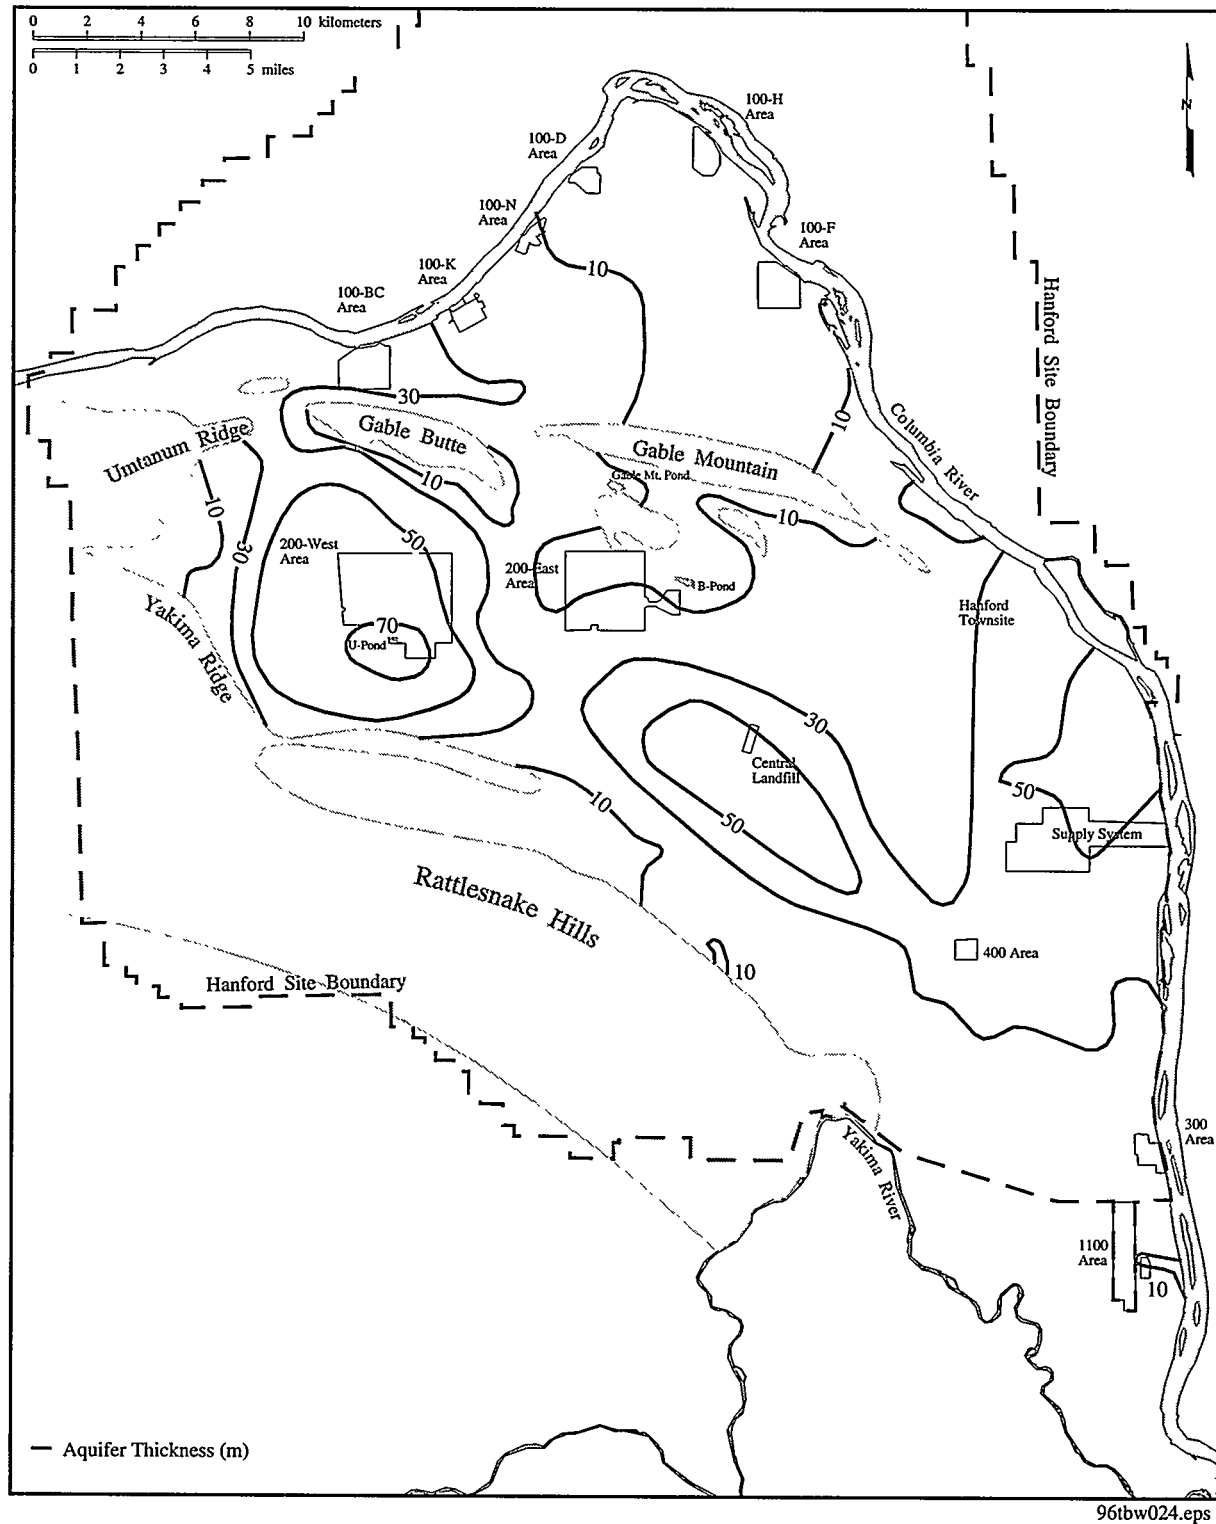 0 2 4 6 8 10 kilometers
0 1 2 3 4 5 miles
100-H
Area
100-D
Area
N
100-N
Area
100-F
Area
100-K
Area
10
100-BC
Area
Hanford Site Boundary
30
Columbia River
10
Gable Butte
Umtanum Ridge
Gable Mountain
Gable Mt. Pond
10
10
10
50
30
200-West
Area
200-East
Area
B-Pond
Hanford
Townsite
Yakima Ridge
70
U-Pond
30
Central
Landfill
50
10
50
Supply System
Rattlesnake Hills
400 Area
10
Hanford Site Boundary
300
Area
Yakima River
1100
Area
10
Aquifer Thickness (m)
96tbw024.eps